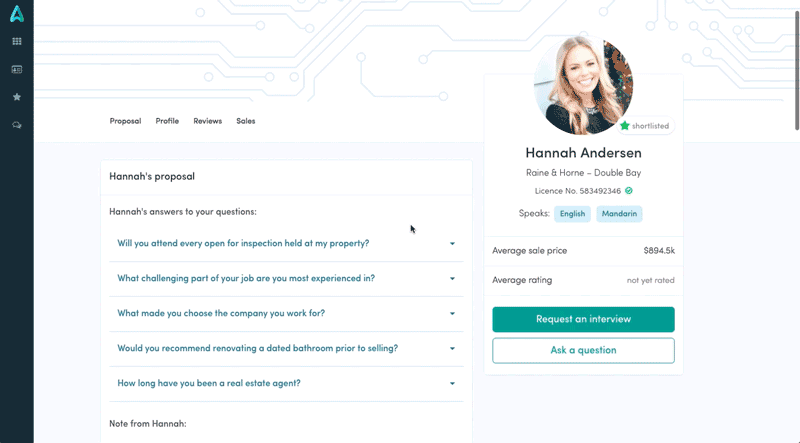 Proposal Profile Reviews Sales
Hannah's proposal
Hannah's answers to your questions:
Will you attend every open for inspection held at my property?
What challenging part of your job are you most experienced in?
What made you choose the company you work for?
Would you recommend renovating a dated bathroom prior to selling?
How long have you been a real estate agent?
Note from Hannah:
shortlisted
Hannah Andersen
Raine & Horne – Double Bay
Licence No. 583492346
Speaks: English Mandarin
Average sale price $894.5k
Average rating not yet rated
Request an interview
Ask a question